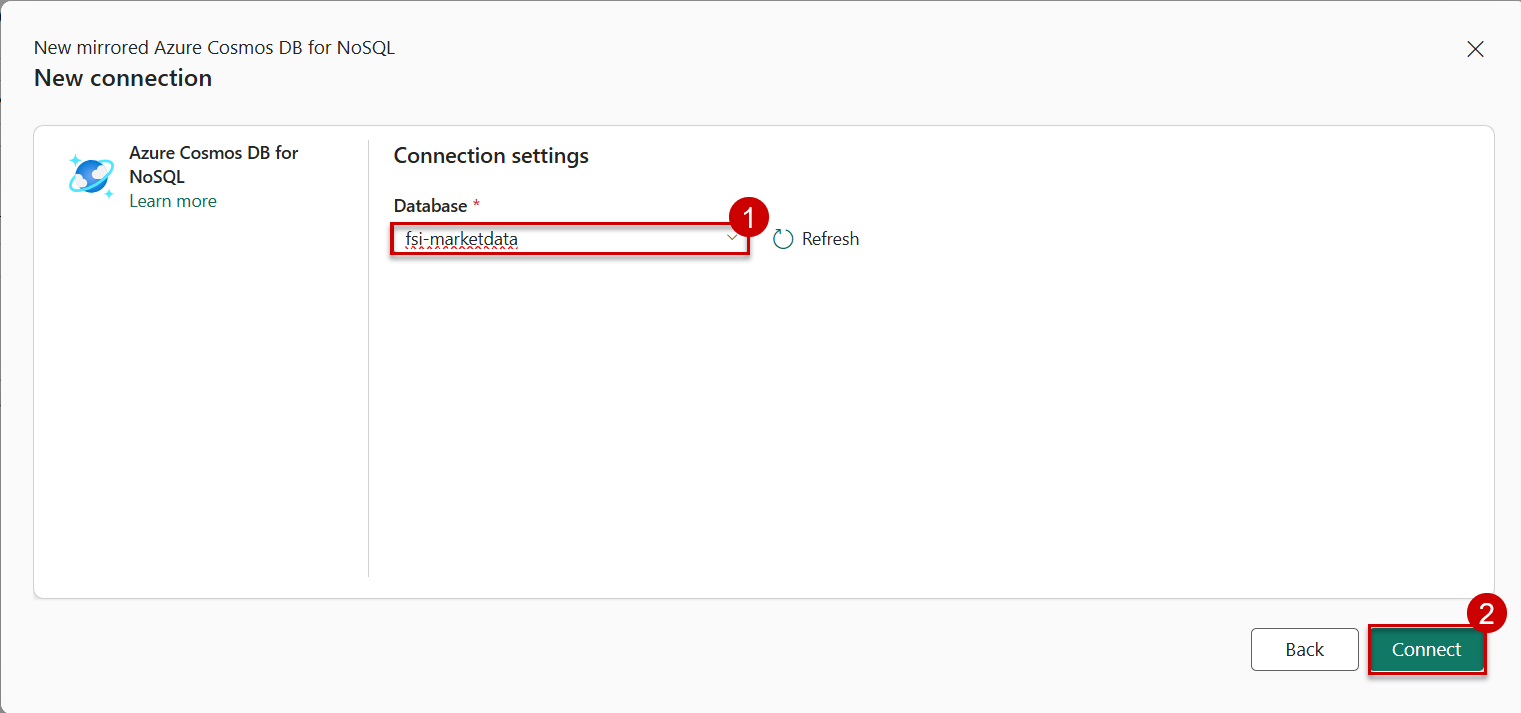 New mirrored Azure Cosmos DB for NoSQL
New connection
Azure Cosmos DB for
NoSQL
Learn more
Connection settings
Database *
1
fsi-marketdata
Refresh
2
Back
Connect